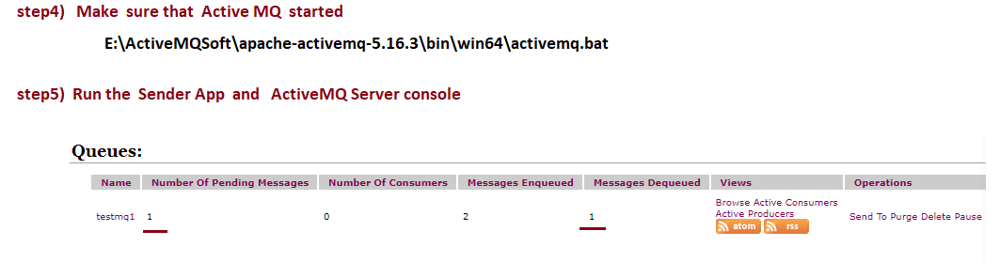 step4) Make sure that Active MQ started
E:\ActiveMQSoft\apache-activemq-5.16.3\bin\win64\activemq.bat
step5) Run the Sender App and ActiveMQ Server console
Queues:
Name Number Of Pending Messages Number Of Consumers Messages Enqueued Messages Dequeued Views Operations
testmq1 1 0 2 1 Browse Active Consumers Send To Purge Delete Pause
Active Producers
atom rss